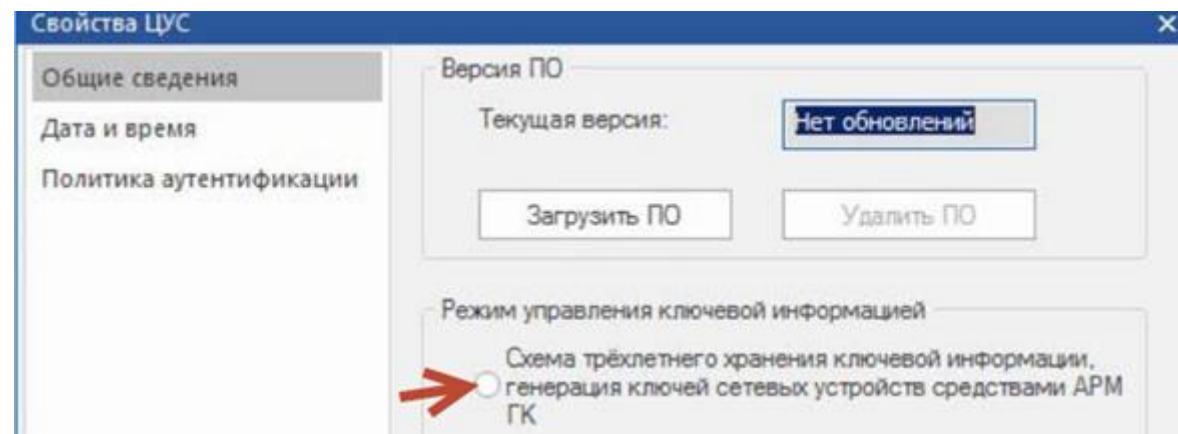 Свойства ЦУС
Общие сведения
Дата и время
Политика аутентификации
Версия ПО
Текущая версия:
Нет обновлений
Загрузить ПО
Удалить ПО
Режим управления ключевой информацией
Схема трёхлетнего хранения ключевой информации,
генерация ключей сетевых устройств средствами АРМ
ГК